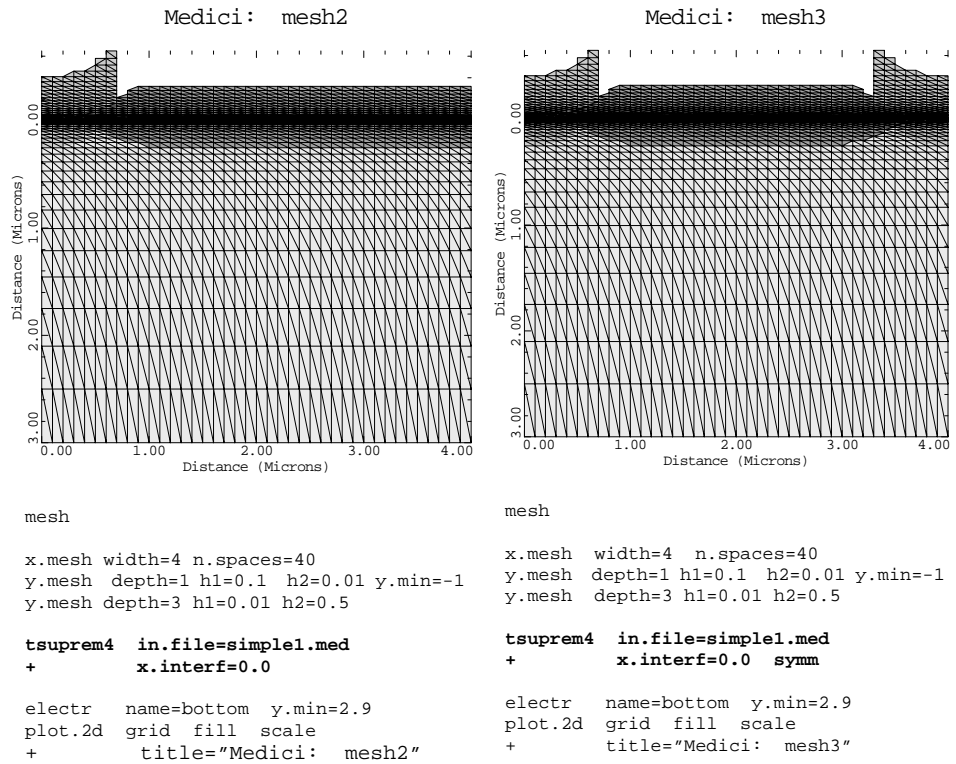 Medici: mesh2
0.00
1.00
2.00
3.00
Distance (Microns)
0.00 1.00 2.00 3.00 4.00
Distance (Microns)
mesh
x.mesh width=4 n.spaces=40
y.mesh depth=1 h1=0.1 h2=0.01 y.min=-1
y.mesh depth=3 h1=0.01 h2=0.5
tsuprem4 in.file=simple1.med
+ x.interf=0.0
electr name=bottom y.min=2.9
plot.2d grid fill scale
+ title="Medici: mesh2"
Medici: mesh3
0.00
1.00
2.00
3.00
Distance (Microns)
0.00 1.00 2.00 3.00 4.00
Distance (Microns)
mesh
x.mesh width=4 n.spaces=40
y.mesh depth=1 h1=0.1 h2=0.01 y.min=-1
y.mesh depth=3 h1=0.01 h2=0.5
tsuprem4 in.file=simple1.med
+ x.interf=0.0 symm
electr name=bottom y.min=2.9
plot.2d grid fill scale
+ title="Medici: mesh3"